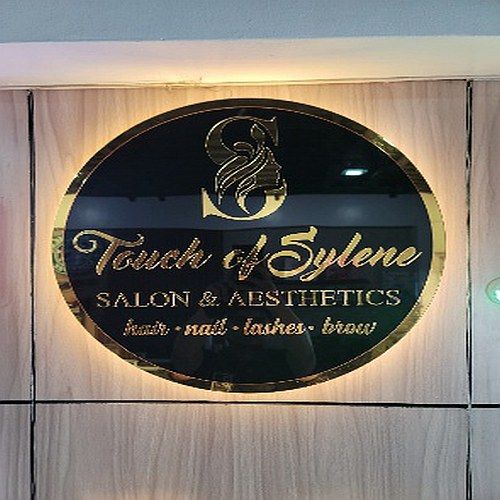 S
Touch of Sylene
SALON & AESTHETICS
hair · nail · lashes · brow